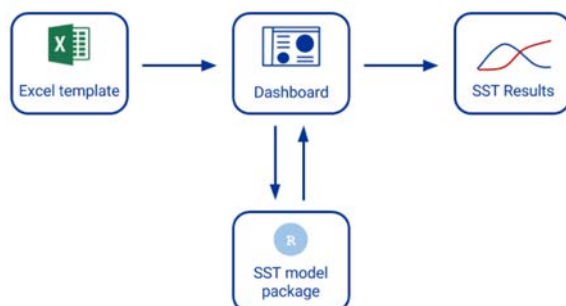 X
Excel template
Dashboard
SST Results
R
SST model
package